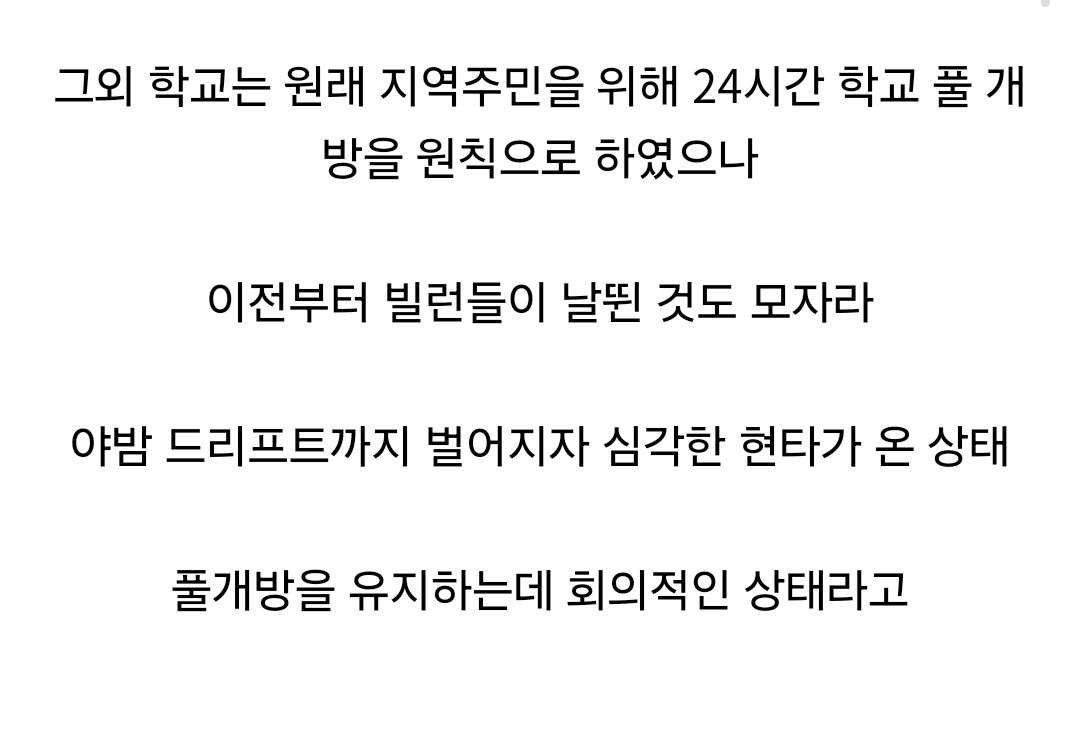 그외 학교는 원래 지역주민을 위해 24시간 학교 풀 개
방을 원칙으로 하였으나
이전부터 빌런들이 날뛴 것도 모자라
야밤 드리프트까지 벌어지자 심각한 현타가 온 상태
풀개방을 유지하는데 회의적인 상태라고